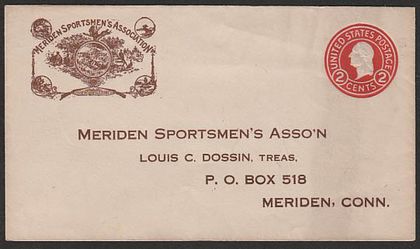 MERIDEN SPORTSMEN'S ASSOCIATION
UNITED STATES POSTAGE
2 CENTS 2
MERIDEN SPORTSMEN'S ASSO'N
LOUIS C. DOSSIN, TREAS,
P. O. BOX 518
MERIDEN, CONN.